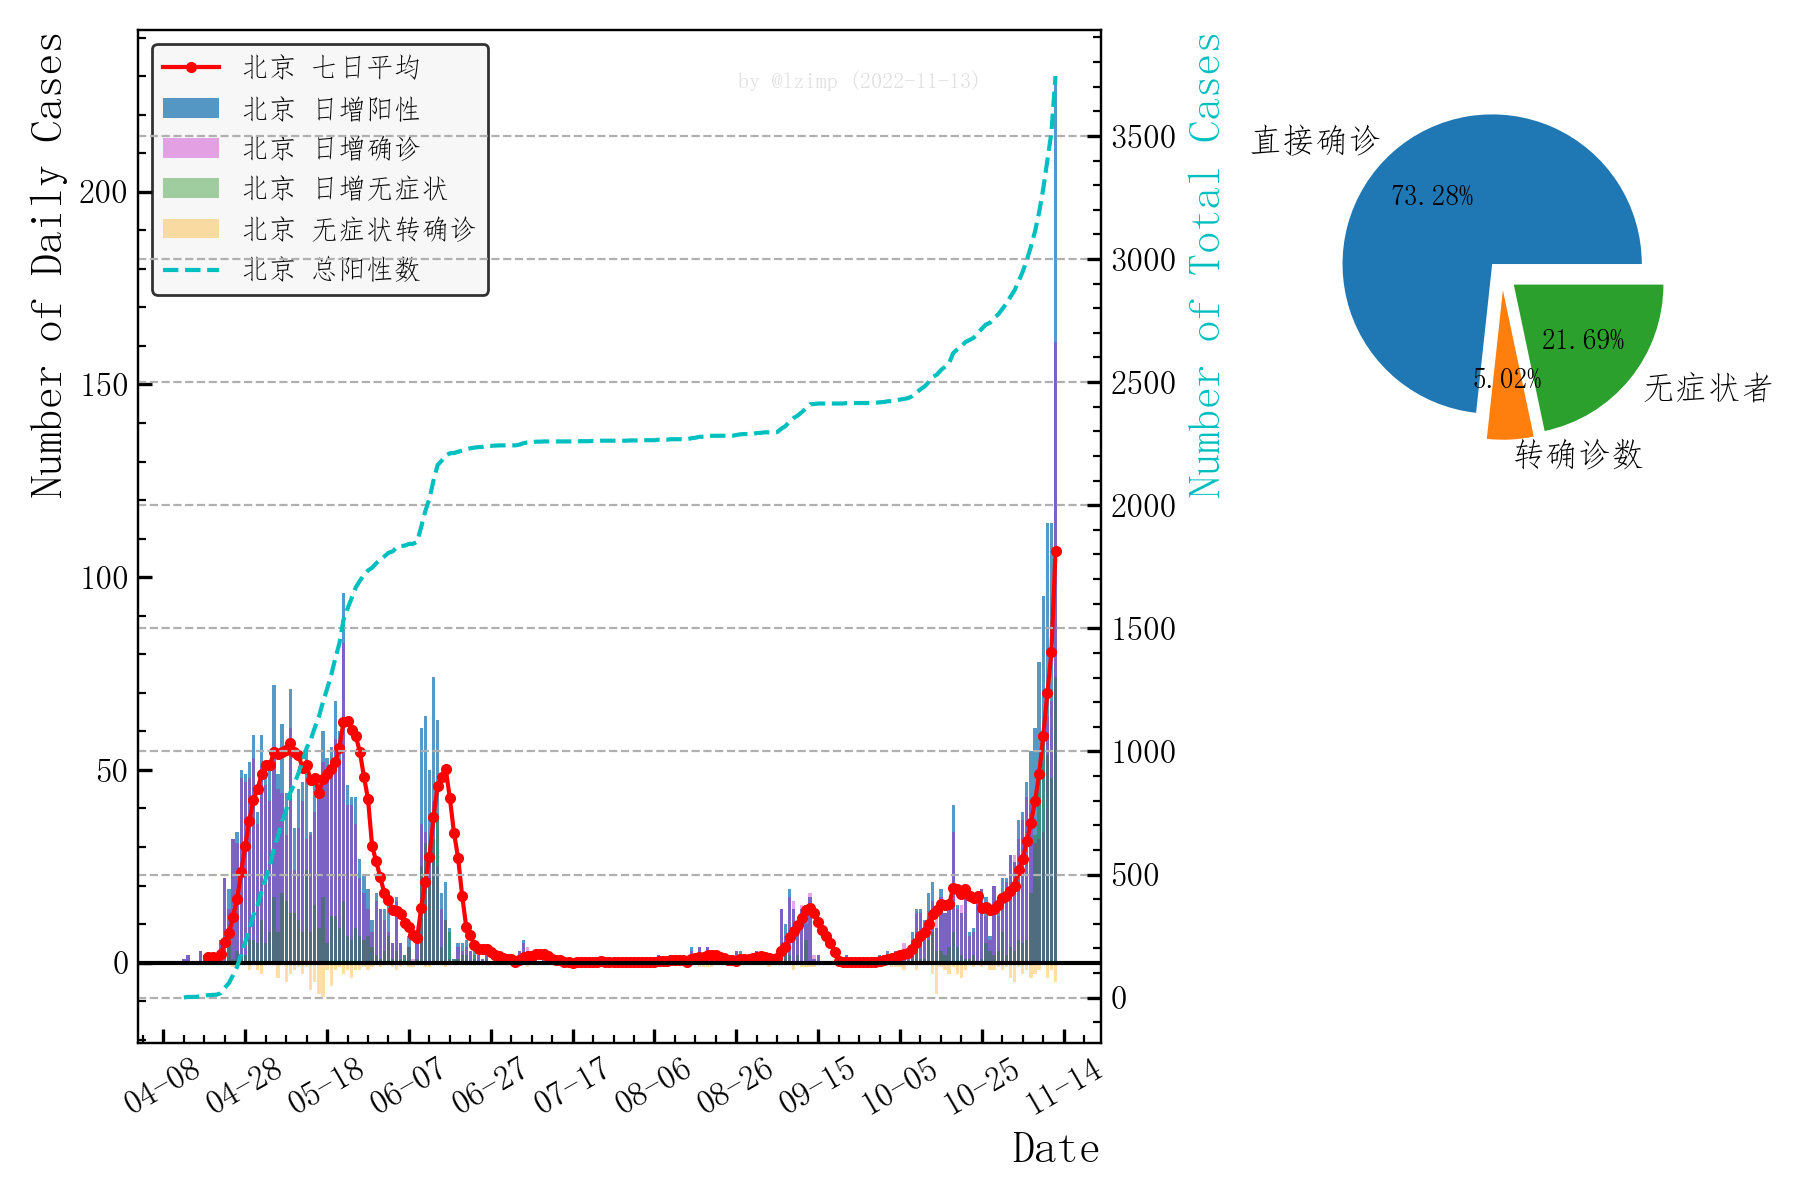 Number of Daily Cases
200
150
100
50
0
北京 七日平均
北京 日增阳性
北京 日增确诊
北京 日增无症状
北京 无症状转确诊
北京 总阳性数
by @lzimp (2022-11-13)
3500
3000
2500
2000
1500
1000
500
0
Number of Total Cases
04-08
04-28
05-18
06-07
06-27
07-17
08-06
08-26
09-15
10-05
10-25
11-14
Date
直接确诊
73.28%
21.69%
5.02%
无症状者
转确诊数